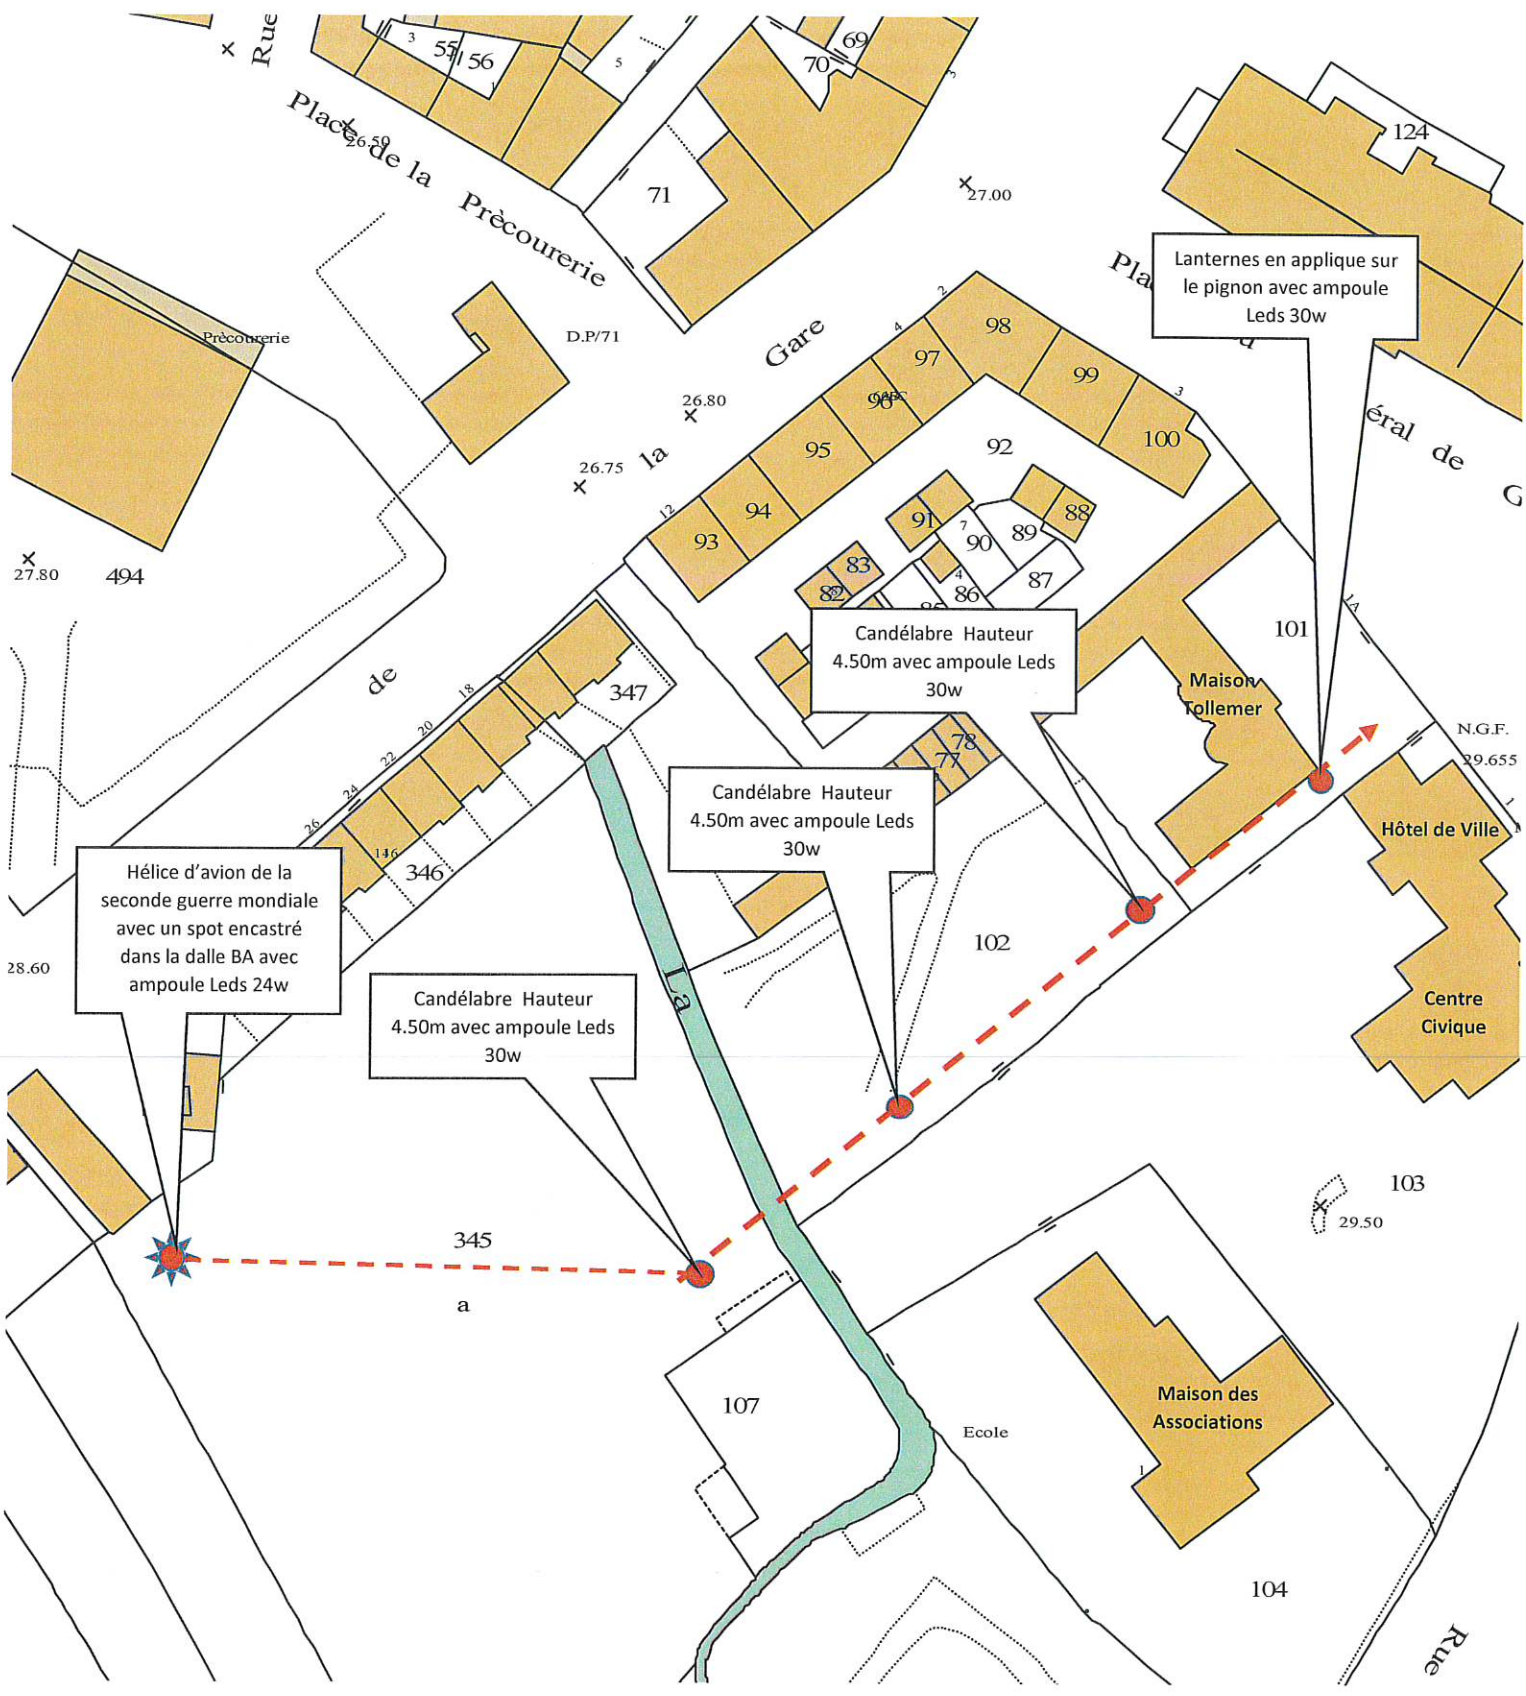 Rue
3
55
56
1
5
69
70
3
Place de la Prècourerie
26.50
71
27.00
124
Lanternes en applique sur
le pignon avec ampoule
Leds 30w
éral de
G
Prècourerie
D.P/71
Gare
la
de
26.80
26.75
2
4
98
97
99
3
96
95
100
92
94
93
12
91
7
90
89
88
83
82
4
86
87
27.80
494
1A
101
Candélabre Hauteur
4.50m avec ampoule Leds
30w
Maison
Tollemer
347
18
20
22
24
26
78
77
N.G.F.
29.655
1
Candélabre Hauteur
4.50m avec ampoule Leds
30w
Hôtel de Ville
Hélice d'avion de la
seconde guerre mondiale
avec un spot encastré
dans la dalle BA avec
ampoule Leds 24w
346
28.60
102
La
Candélabre Hauteur
4.50m avec ampoule Leds
30w
Centre
Civique
103
29.50
345
a
107
Ecole
Maison des
Associations
1
104
Rue